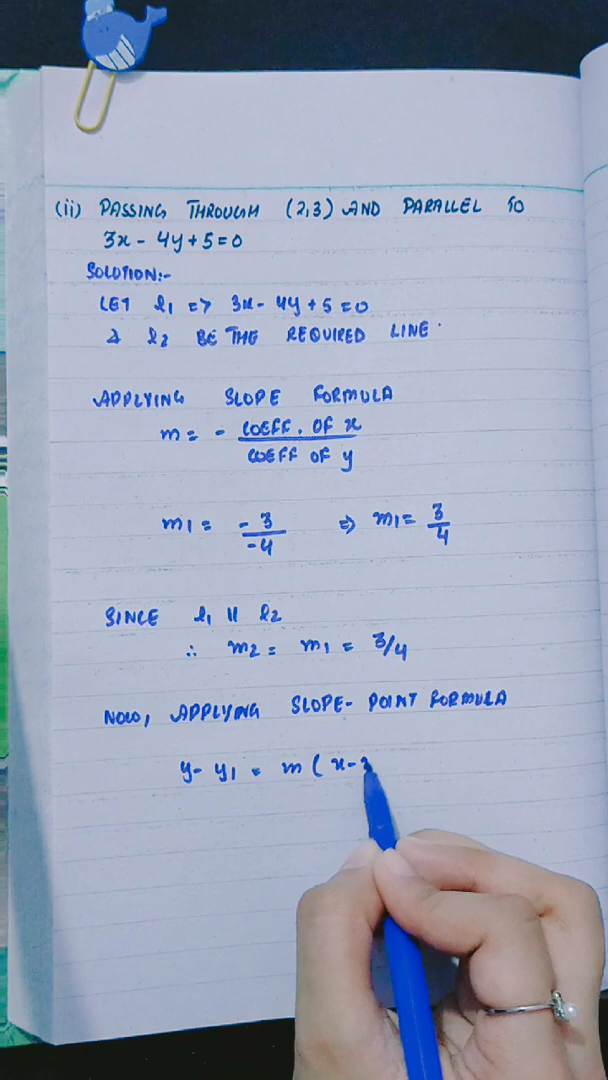 (ii) PASSING THROUGH (2,3) AND PARALLEL TO
3x - 4y + 5 = 0
SOLUTION:-
LET l1 => 3x - 4y + 5 = 0
& l2 BE THE REQUIRED LINE.
APPLYING SLOPE FORMULA
m = - COEFF. OF x
COEFF OF y
m1 = -3/-4 => m1 = 3/4
SINCE l1 || l2
∴ m2 = m1 = 3/4
NOW, APPLYING SLOPE- POINT FORMULA
y - y1 = m ( x -